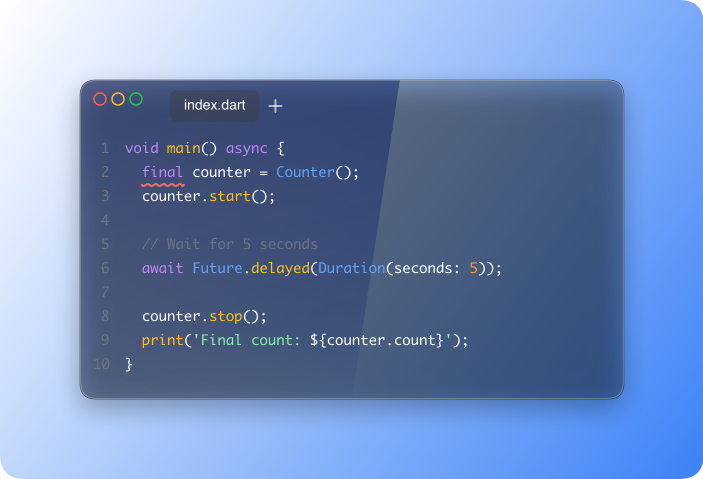 index.dart +
1 void main() async {
2   final counter = Counter();
3   counter.start();
4
5   // Wait for 5 seconds
6   await Future.delayed(Duration(seconds: 5));
7
8   counter.stop();
9   print('Final count: ${counter.count}');
10 }